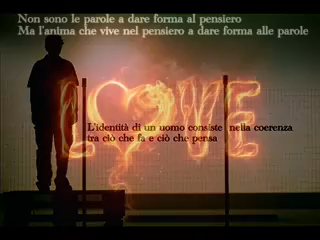 Non sono le parole a dare forma al pensiero
Ma l'anima che vive nel pensiero a dare forma alle parole
LOVE
L'identità di un uomo consiste nella coerenza
tra ciò che fa e ciò che pensa